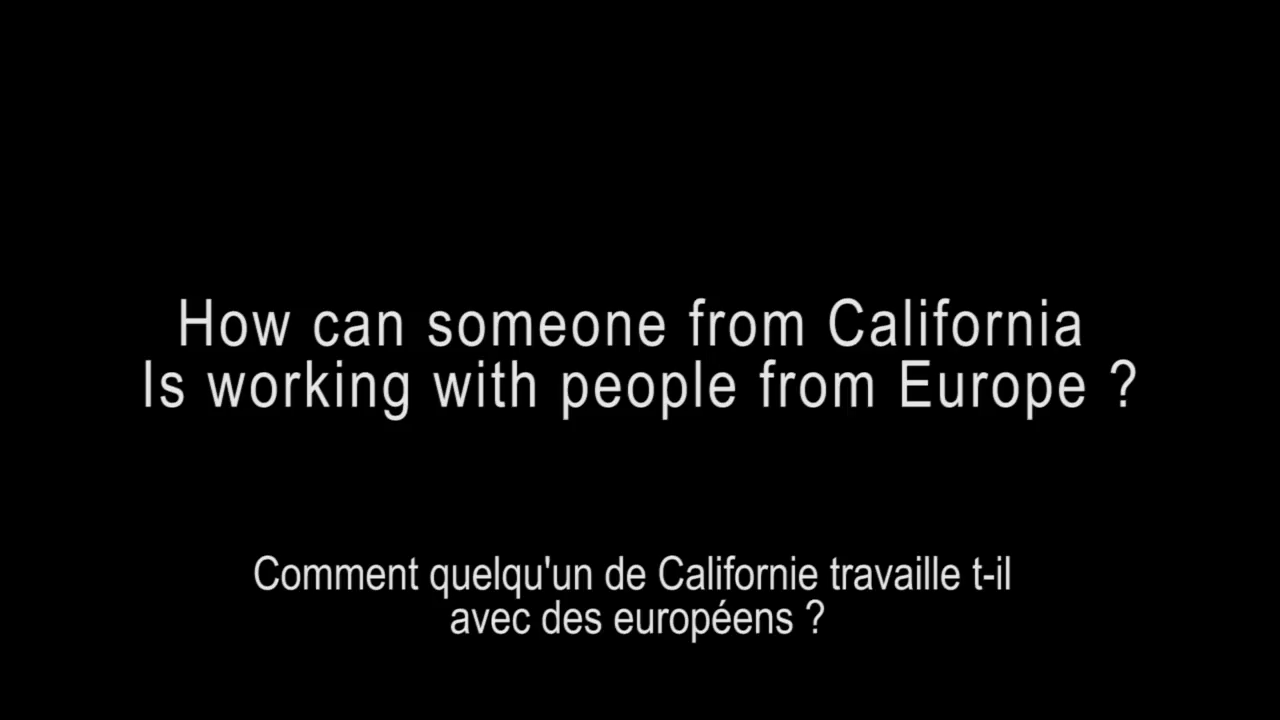 How can someone from California
Is working with people from Europe ?
Comment quelqu'un de Californie travaille t-il
avec des européens ?